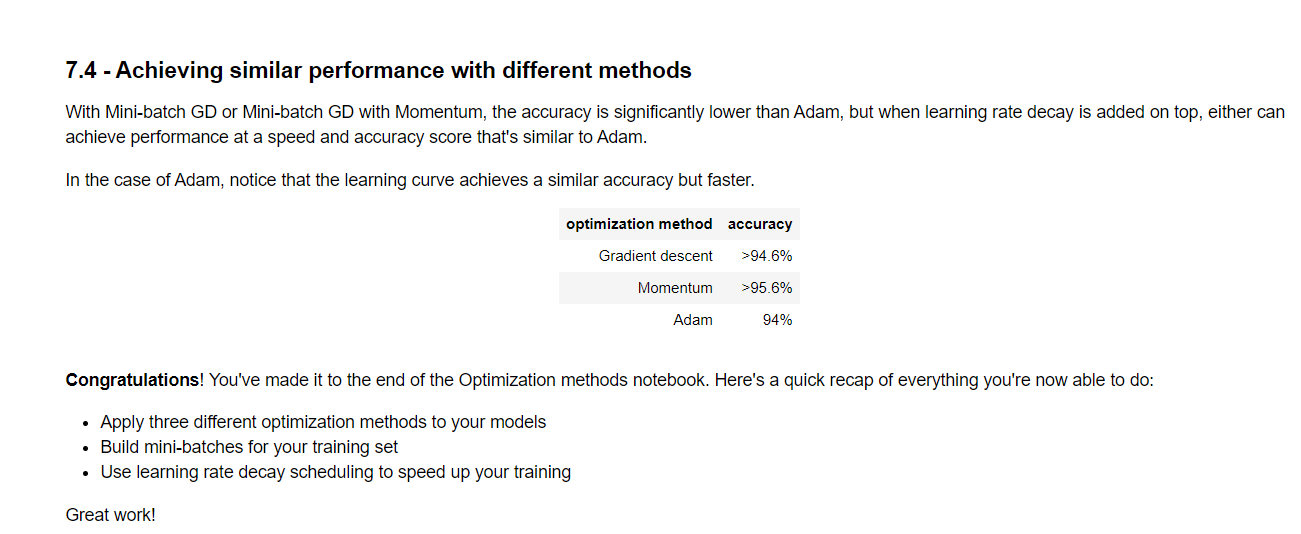 7.4 - Achieving similar performance with different methods
With Mini-batch GD or Mini-batch GD with Momentum, the accuracy is significantly lower than Adam, but when learning rate decay is added on top, either can
achieve performance at a speed and accuracy score that's similar to Adam.
In the case of Adam, notice that the learning curve achieves a similar accuracy but faster.
optimization method accuracy
Gradient descent >94.6%
Momentum >95.6%
Adam 94%
Congratulations! You've made it to the end of the Optimization methods notebook. Here's a quick recap of everything you're now able to do:
• Apply three different optimization methods to your models
• Build mini-batches for your training set
• Use learning rate decay scheduling to speed up your training
Great work!